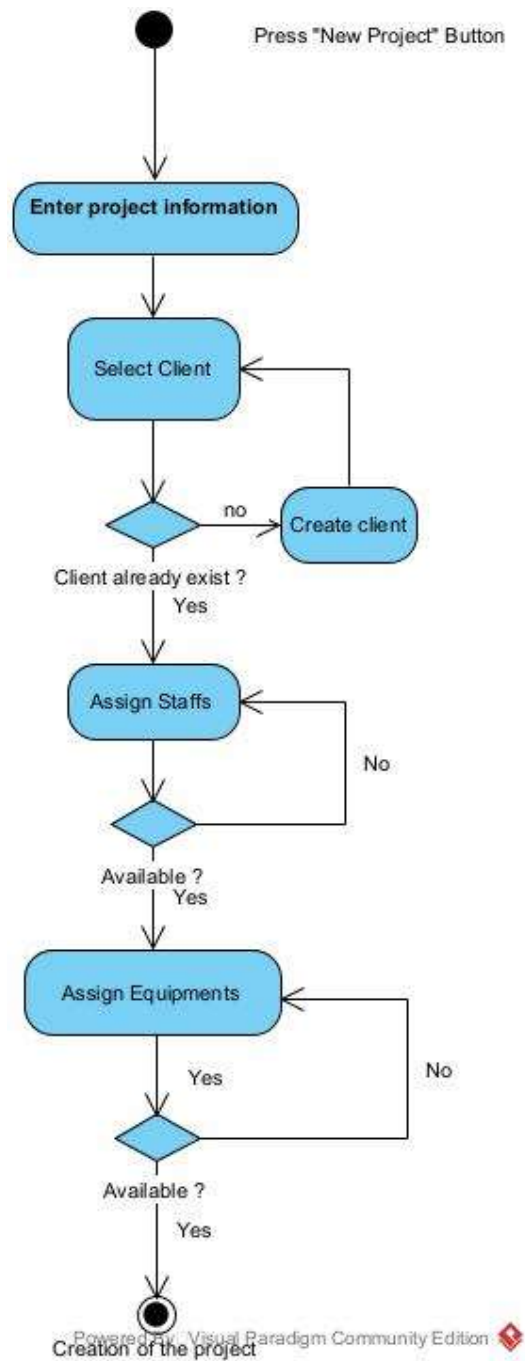 Press "New Project" Button
Enter project information
Select Client
no
Create client
Client already exist ?
Yes
Assign Staffs
No
Available ?
Yes
Assign Equipments
Yes
No
Available ?
Yes
Powered By Visual Paradigm Community Edition
Creation of the project